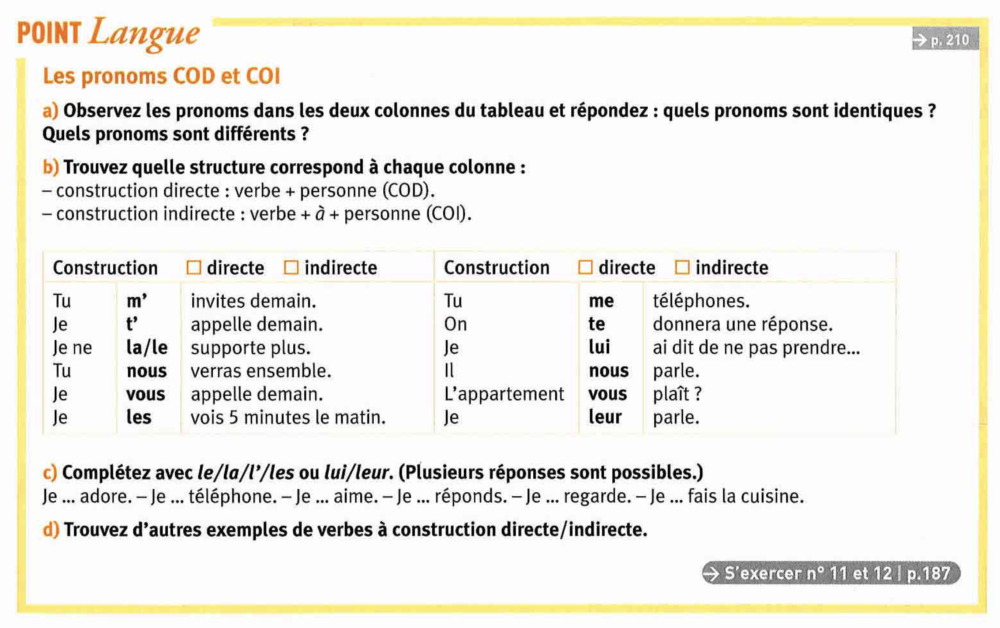 POINT Langue
→ p. 210
Les pronoms COD et COI
a) Observez les pronoms dans les deux colonnes du tableau et répondez : quels pronoms sont identiques ?
Quels pronoms sont différents ?
b) Trouvez quelle structure correspond à chaque colonne :
– construction directe : verbe + personne (COD).
– construction indirecte : verbe + à + personne (COI).
Construction □ directe □ indirecte Construction □ directe □ indirecte
Tu m' invites demain. Tu me téléphones.
Je t' appelle demain. On te donnera une réponse.
Je ne la/le supporte plus. Je lui ai dit de ne pas prendre...
Tu nous verras ensemble. Il nous parle.
Je vous appelle demain. L'appartement vous plaît ?
Je les vois 5 minutes le matin. Je leur parle.
c) Complétez avec le/la/l'/les ou lui/leur. (Plusieurs réponses sont possibles.)
Je ... adore. – Je ... téléphone. – Je ... aime. – Je ... réponds. – Je ... regarde. – Je ... fais la cuisine.
d) Trouvez d'autres exemples de verbes à construction directe/indirecte.
→ S'exercer n° 11 et 12 | p.187